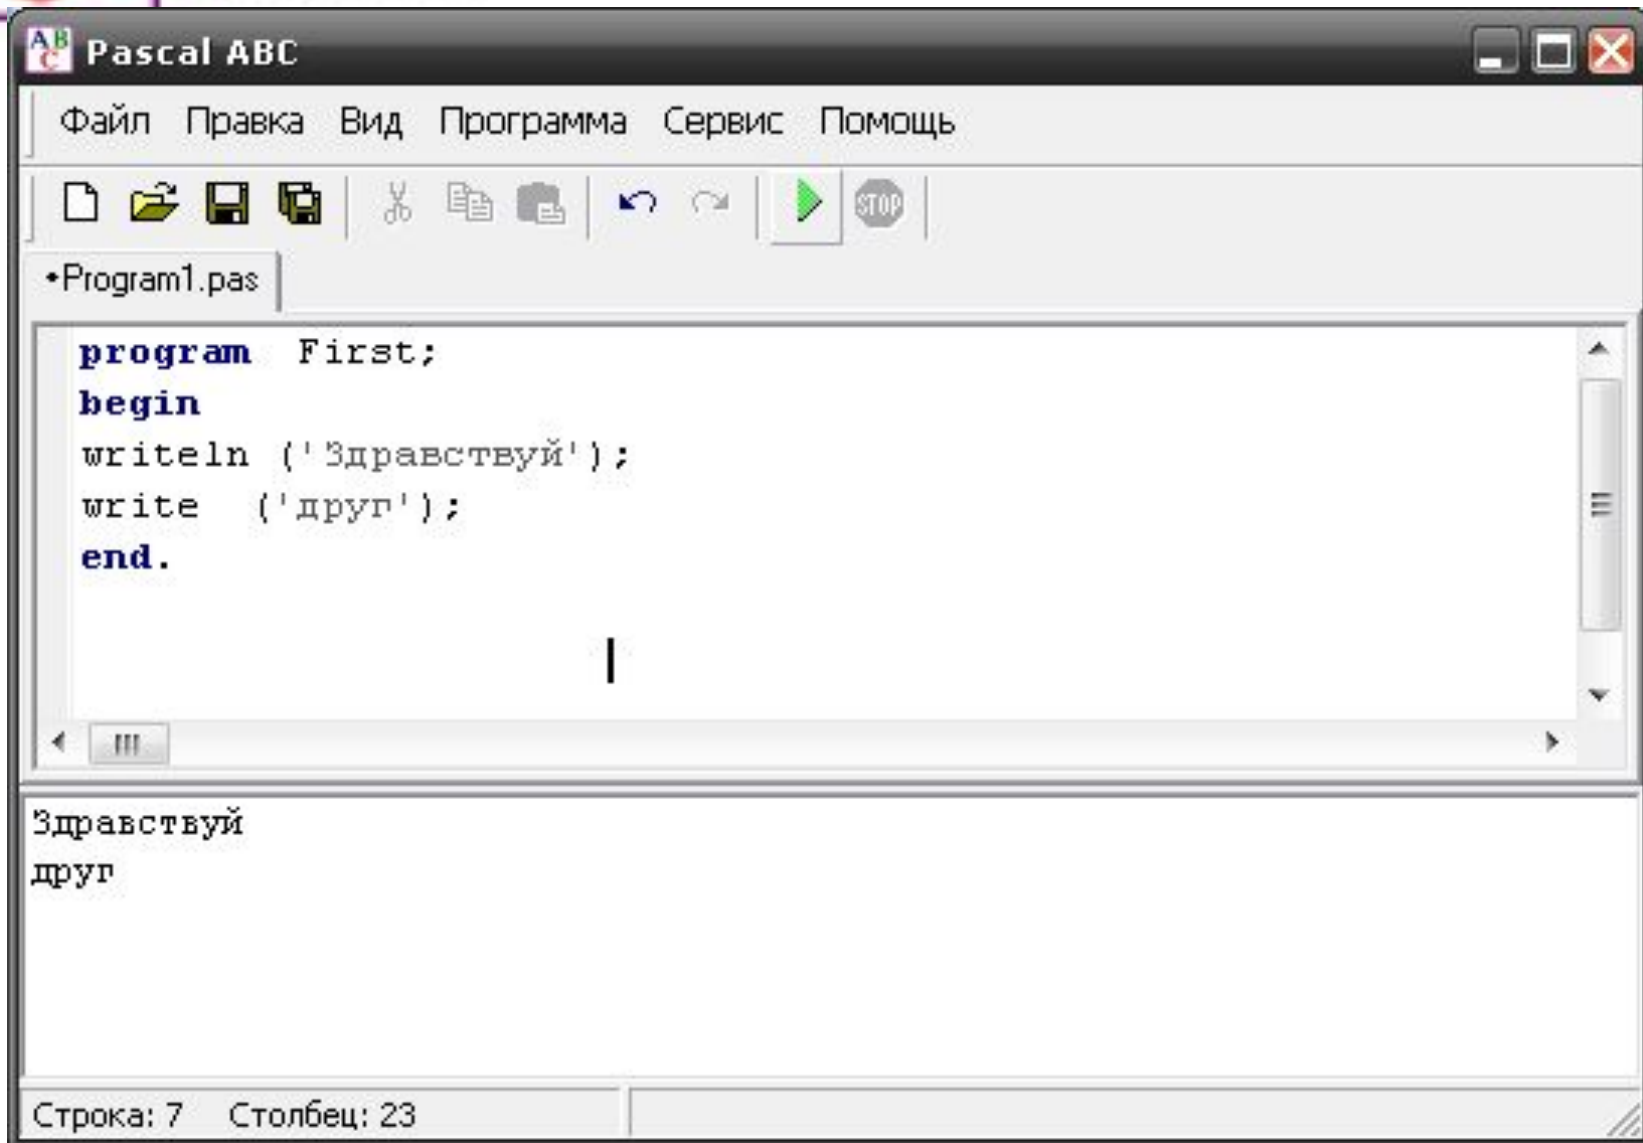 Pascal ABC
Файл Правка Вид Программа Сервис Помощь
STOP
•Program1.pas
program  First;
begin
writeln ('Здравствуй');
write  ('друг');
end.
Здравствуй
друг
Строка: 7 Столбец: 23